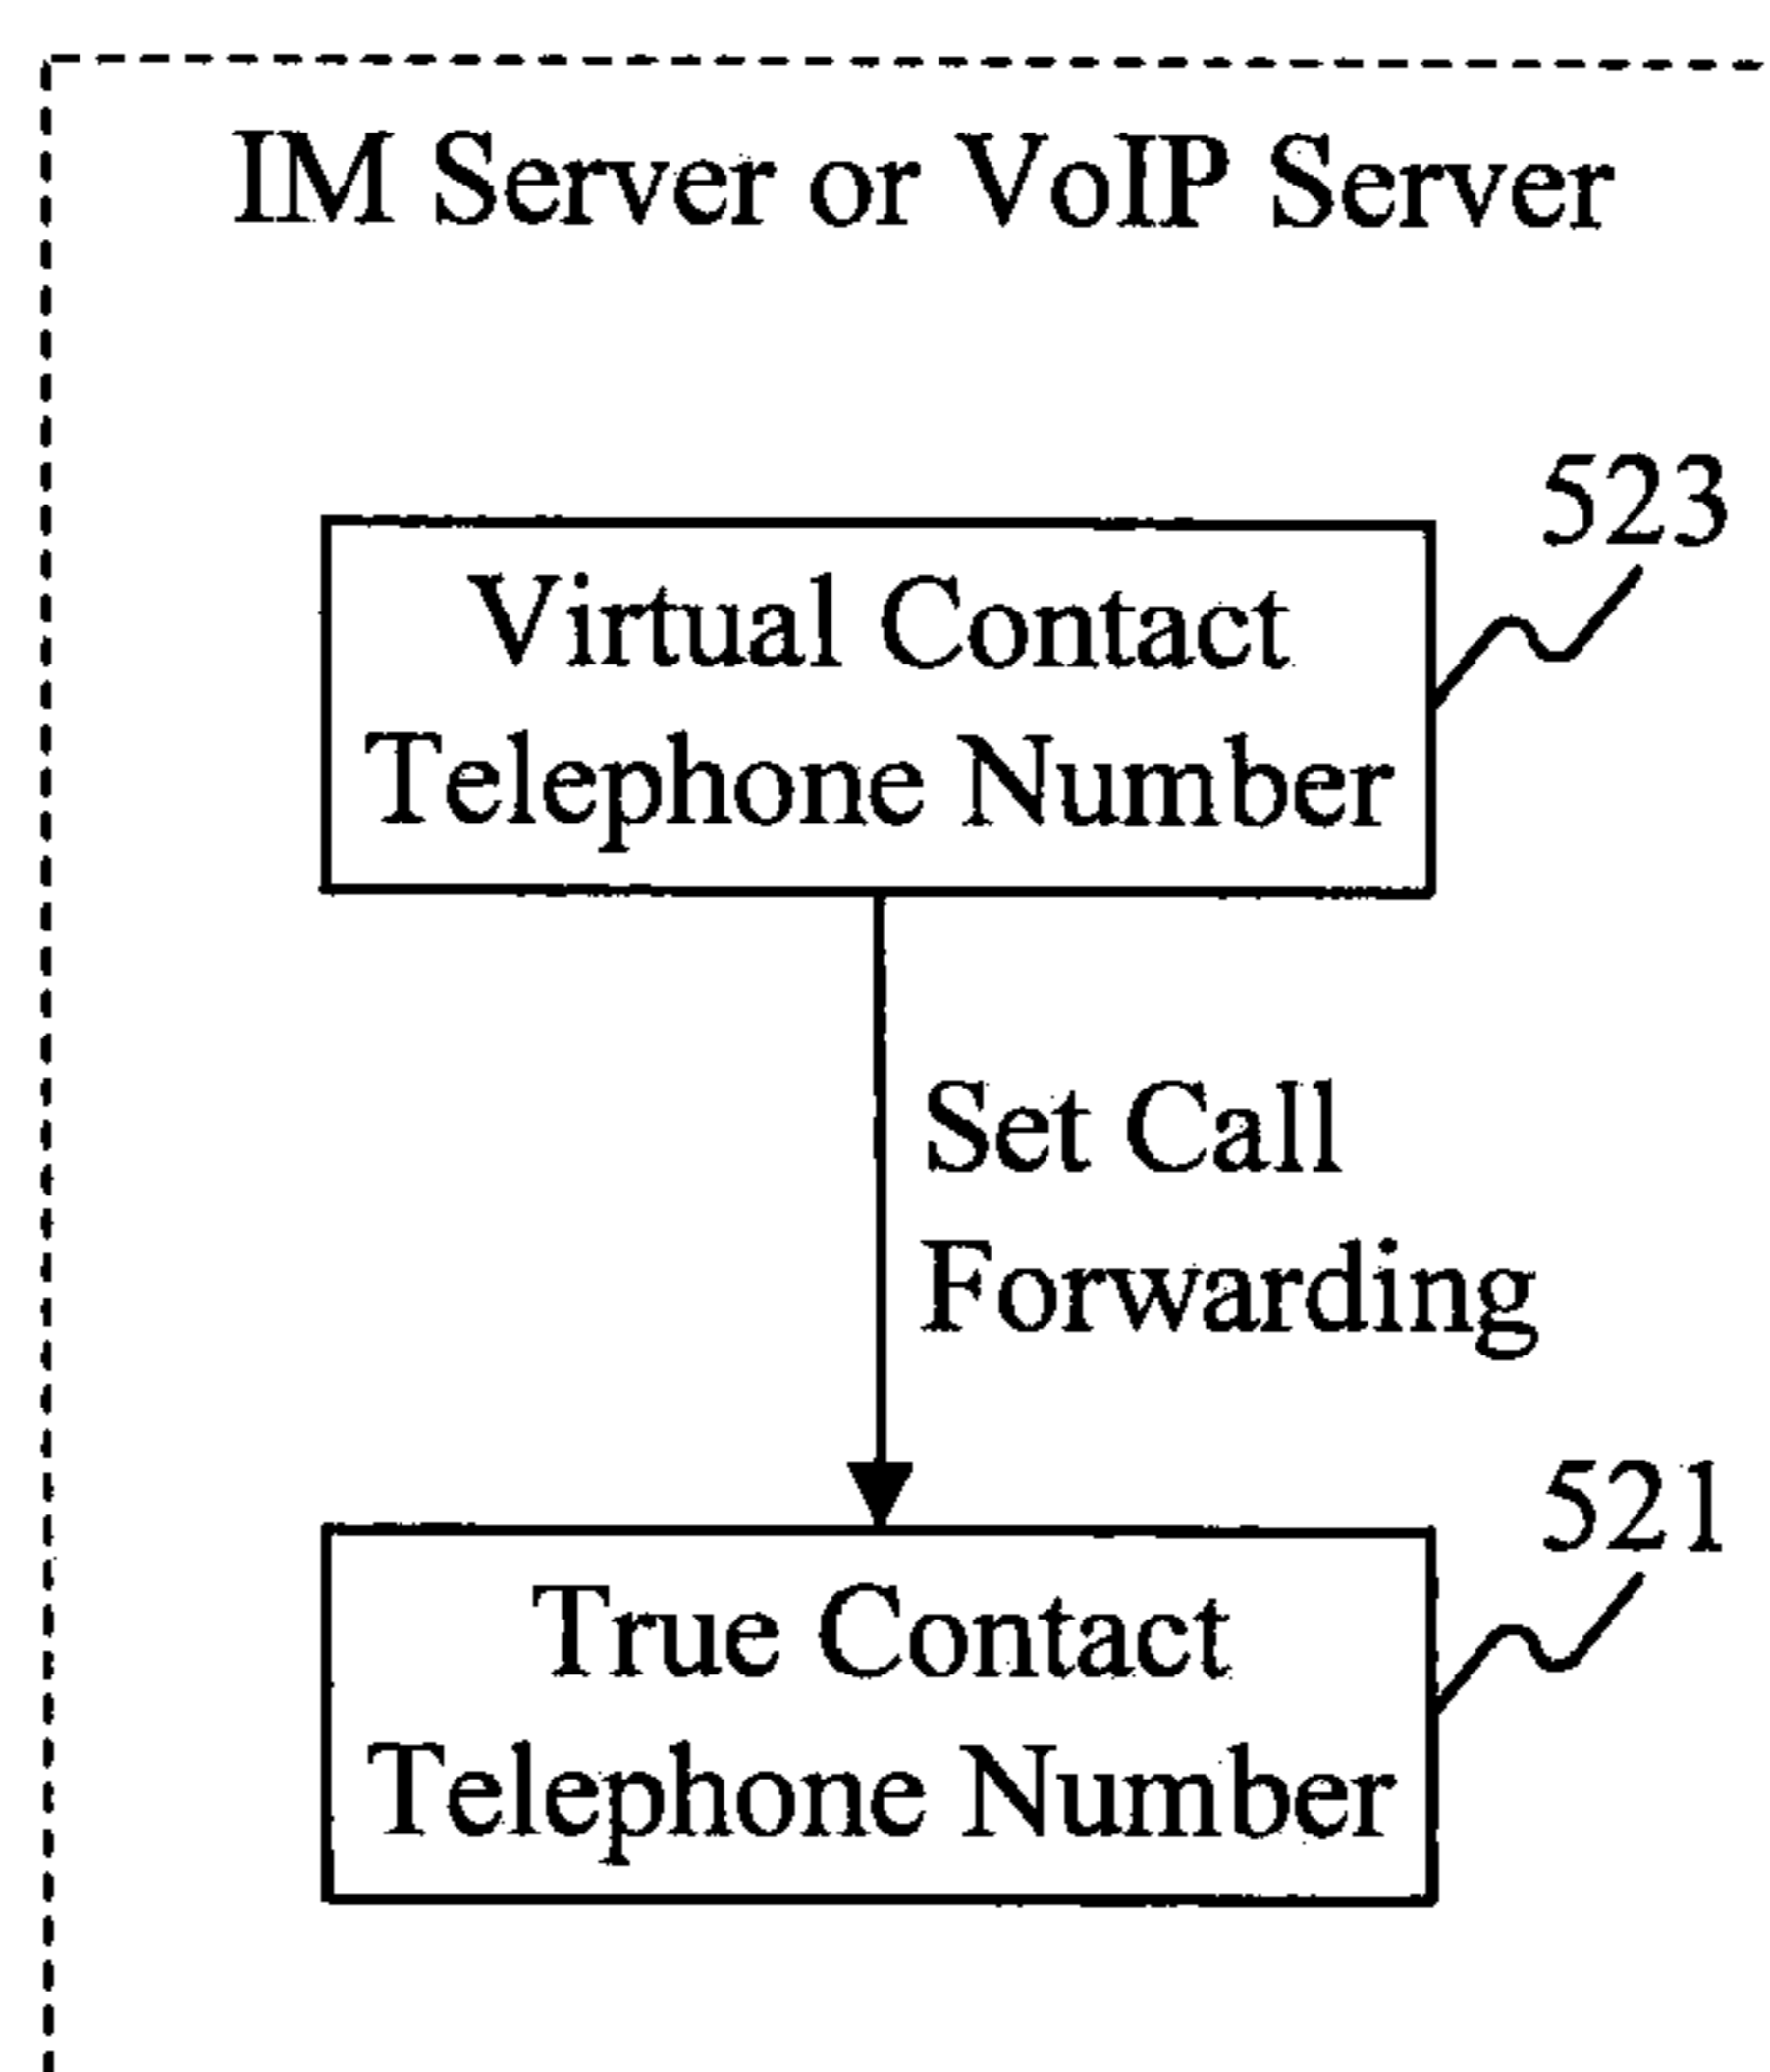 IM Server or VoIP Server
523
Virtual Contact
Telephone Number
Set Call
Forwarding
521
True Contact
Telephone Number